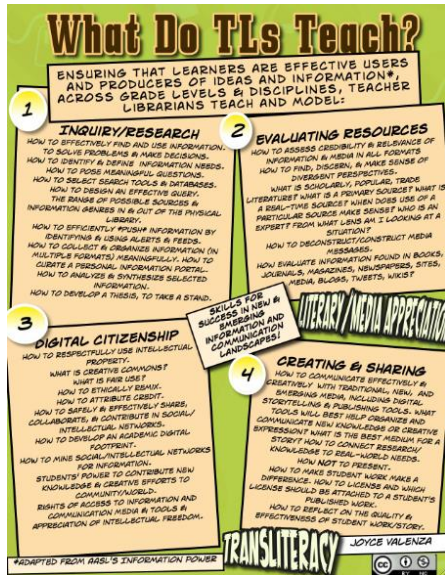 What Do TLs Teach?
ENSURING THAT LEARNERS ARE EFFECTIVE USERS
AND PRODUCERS OF IDEAS AND INFORMATION*,
ACROSS GRADE LEVELS & DISCIPLINES, TEACHER
LIBRARIANS TEACH AND MODEL:
1
INQUIRY/RESEARCH
HOW TO EFFECTIVELY FIND AND USE INFORMATION
TO SOLVE PROBLEMS & MAKE DECISIONS.
HOW TO IDENTIFY & DEFINE INFORMATION NEEDS.
HOW TO POSE MEANINGFUL QUESTIONS.
HOW TO SELECT SEARCH TOOLS & DATABASES.
HOW TO DESIGN AN EFFECTIVE QUERY.
THE RANGE OF POSSIBLE SOURCES &
INFORMATION GENRES IN & OUT OF THE PHYSICAL
LIBRARY.
HOW TO EFFICIENTLY *PUSH* INFORMATION BY
IDENTIFYING & USING ALERTS & FEEDS.
HOW TO COLLECT & ORGANIZE INFORMATION (IN
MULTIPLE FORMATS) MEANINGFULLY. HOW TO
CURATE A PERSONAL INFORMATION PORTAL.
HOW TO ANALYZE & SYNTHESIZE SELECTED
INFORMATION.
HOW TO DEVELOP A THESIS, TO TAKE A STAND.
2
EVALUATING RESOURCES
HOW TO ASSESS CREDIBILITY & RELEVANCE OF
INFORMATION & MEDIA IN ALL FORMATS
HOW TO FIND, DISCERN, & MAKE SENSE OF
DIVERGENT PERSPECTIVES.
WHAT IS SCHOLARLY, POPULAR, TRADE
LITERATURE? WHAT IS A PRIMARY SOURCE? WHAT IS
A REAL-TIME SOURCE? WHEN DOES USE OF A
PARTICULAR SOURCE MAKE SENSE? WHO IS AN
EXPERT? FROM WHAT LENS AM I LOOKING AT A
SITUATION?
HOW TO DECONSTRUCT/CONSTRUCT MEDIA
MESSAGES.
HOW EVALUATE INFORMATION FOUND IN BOOKS,
JOURNALS, MAGAZINES, NEWSPAPERS, SITES,
MEDIA, BLOGS, TWEETS, WIKIS?
SKILLS FOR
SUCCESS IN NEW &
EMERGING
INFORMATION AND
COMMUNICATION
LANDSCAPES!
LITERARY/MEDIA APPRECIATIO
3
DIGITAL CITIZENSHIP
HOW TO RESPECTFULLY USE INTELLECTUAL
PROPERTY.
WHAT IS CREATIVE COMMONS?
WHAT IS FAIR USE?
HOW TO ETHICALLY REMIX.
HOW TO ATTRIBUTE CREDIT.
HOW TO SAFELY & EFFECTIVELY SHARE,
COLLABORATE, & CONTRIBUTE IN SOCIAL/
INTELLECTUAL NETWORKS.
HOW TO DEVELOP AN ACADEMIC DIGITAL
FOOTPRINT.
HOW TO MINE SOCIAL/INTELLECTUAL NETWORKS
FOR INFORMATION.
STUDENTS' POWER TO CONTRIBUTE NEW
KNOWLEDGE & CREATIVE EFFORTS TO
COMMUNITY/WORLD.
RIGHTS OF ACCESS TO INFORMATION AND
COMMUNICATION MEDIA & TOOLS &
APPRECIATION OF INTELLECTUAL FREEDOM.
4
CREATING & SHARING
HOW TO COMMUNICATE EFFECTIVELY &
CREATIVELY WITH TRADITIONAL, NEW, AND
EMERGING MEDIA, INCLUDING DIGITAL
STORYTELLING & PUBLISHING TOOLS. WHAT
TOOLS WILL BEST HELP ORGANIZE AND
COMMUNICATE NEW KNOWLEDGE OR CREATIVE
EXPRESSION? WHAT IS THE BEST MEDIUM FOR A
STORY? HOW TO CONNECT RESEARCH/
KNOWLEDGE TO REAL-WORLD NEEDS.
HOW NOT TO PRESENT.
HOW TO MAKE STUDENT WORK MAKE A
DIFFERENCE. HOW TO LICENSE AND WHICH
LICENSE SHOULD BE ATTACHED TO A STUDENT'S
PUBLISHED WORK.
HOW TO REFLECT ON THE QUALITY &
EFFECTIVENESS OF STUDENT WORK/STORY.
TRANSLITERACY
JOYCE VALENZA
*ADAPTED FROM AASL'S INFORMATION POWER
cc